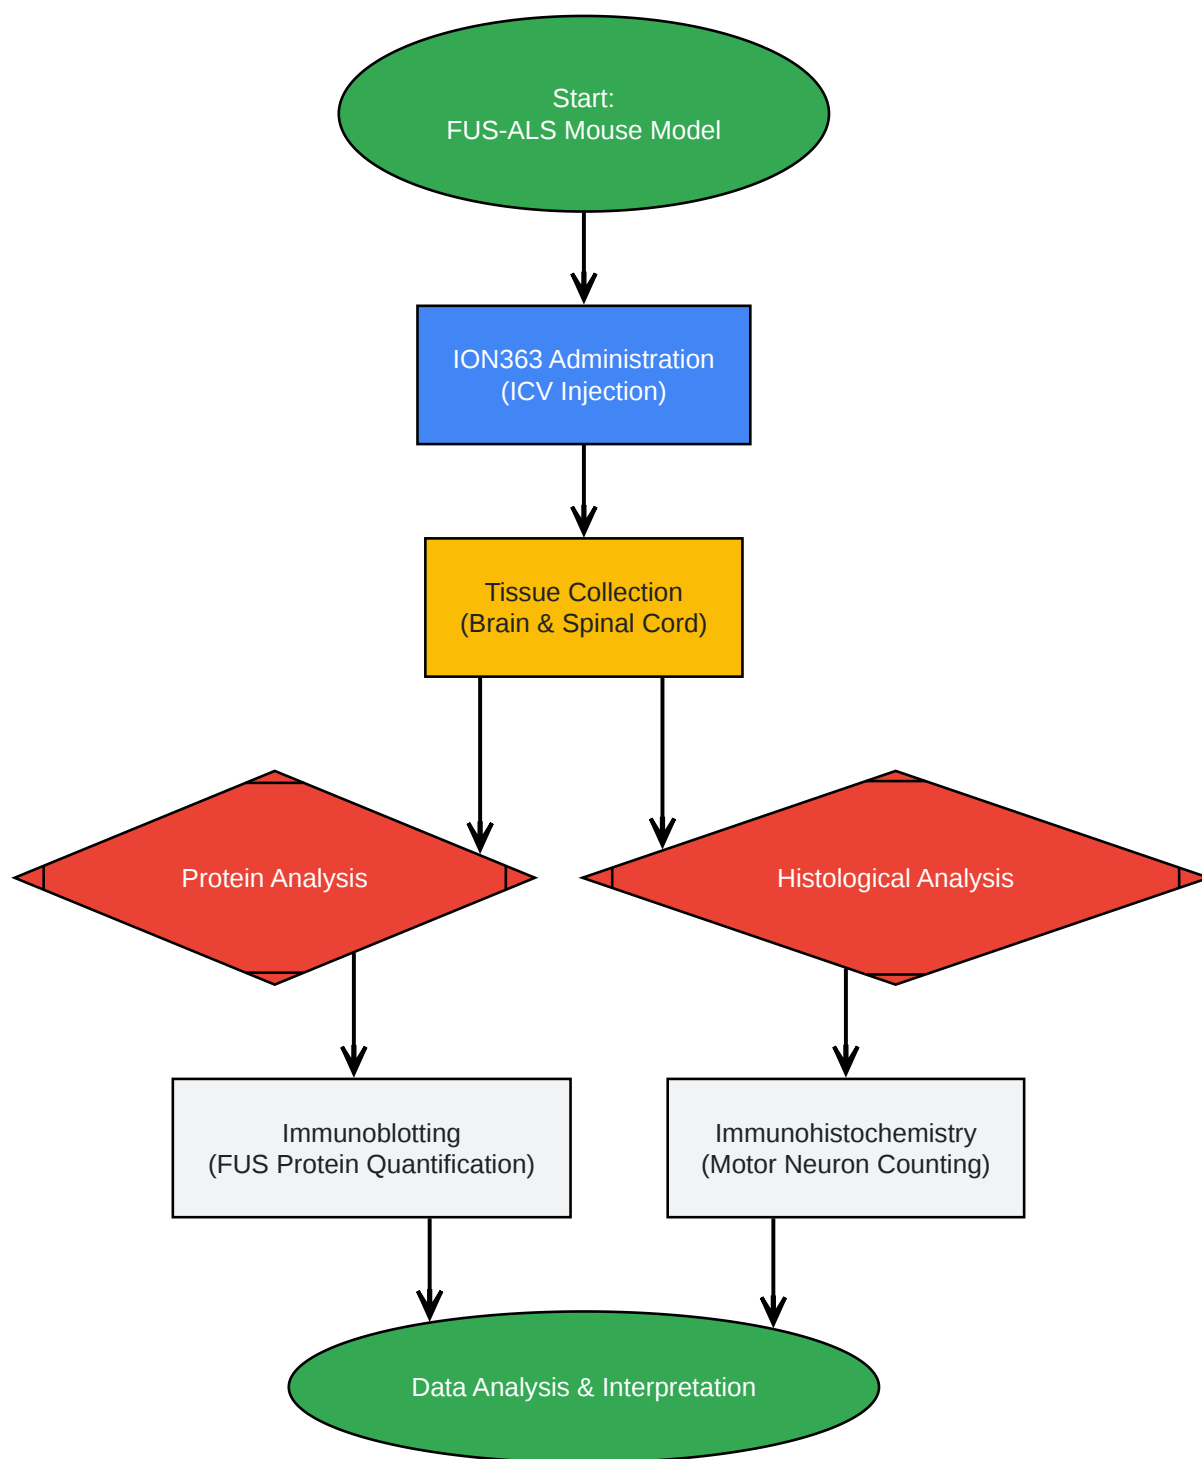 Start:
FUS-ALS Mouse Model
ION363 Administration
(ICV Injection)
Tissue Collection
(Brain & Spinal Cord)
Protein Analysis
Histological Analysis
Immunoblotting
(FUS Protein Quantification)
Immunohistochemistry
(Motor Neuron Counting)
Data Analysis & Interpretation